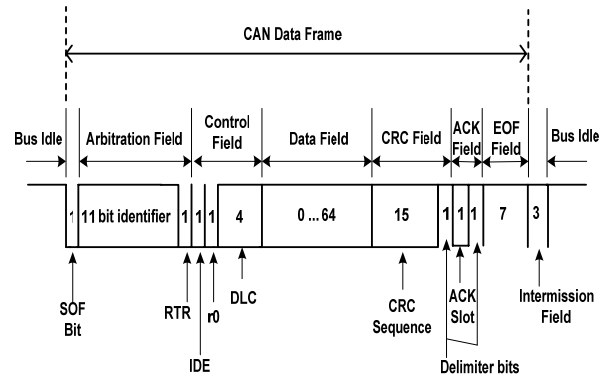 CAN Data Frame
Bus Idle
Arbitration Field
Control
Field
Data Field
CRC Field
ACK
Field
EOF
Field
Bus Idle
1 11 bit identifier 1 1 1 4 0 ... 64 15 1 1 1 7 3
SOF
Bit
RTR
IDE
r0
DLC
CRC
Sequence
ACK
Slot
Delimiter bits
Intermission
Field